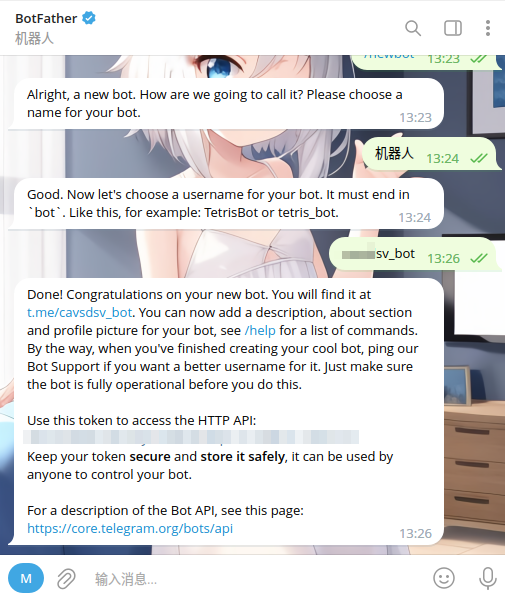 BotFather
机器人
/newbot
13:23
Alright, a new bot. How are we going to call it? Please choose a
name for your bot.
13:23
机器人
13:24
Good. Now let's choose a username for your bot. It must end in
`bot`. Like this, for example: TetrisBot or tetris_bot.
13:24
sv_bot
13:26
Done! Congratulations on your new bot. You will find it at
t.me/cavsdsv_bot. You can now add a description, about section
and profile picture for your bot, see /help for a list of commands.
By the way, when you've finished creating your cool bot, ping our
Bot Support if you want a better username for it. Just make sure
the bot is fully operational before you do this.
Use this token to access the HTTP API:
Keep your token secure and store it safely, it can be used by
anyone to control your bot.
For a description of the Bot API, see this page:
https://core.telegram.org/bots/api
13:26
M
输入消息...